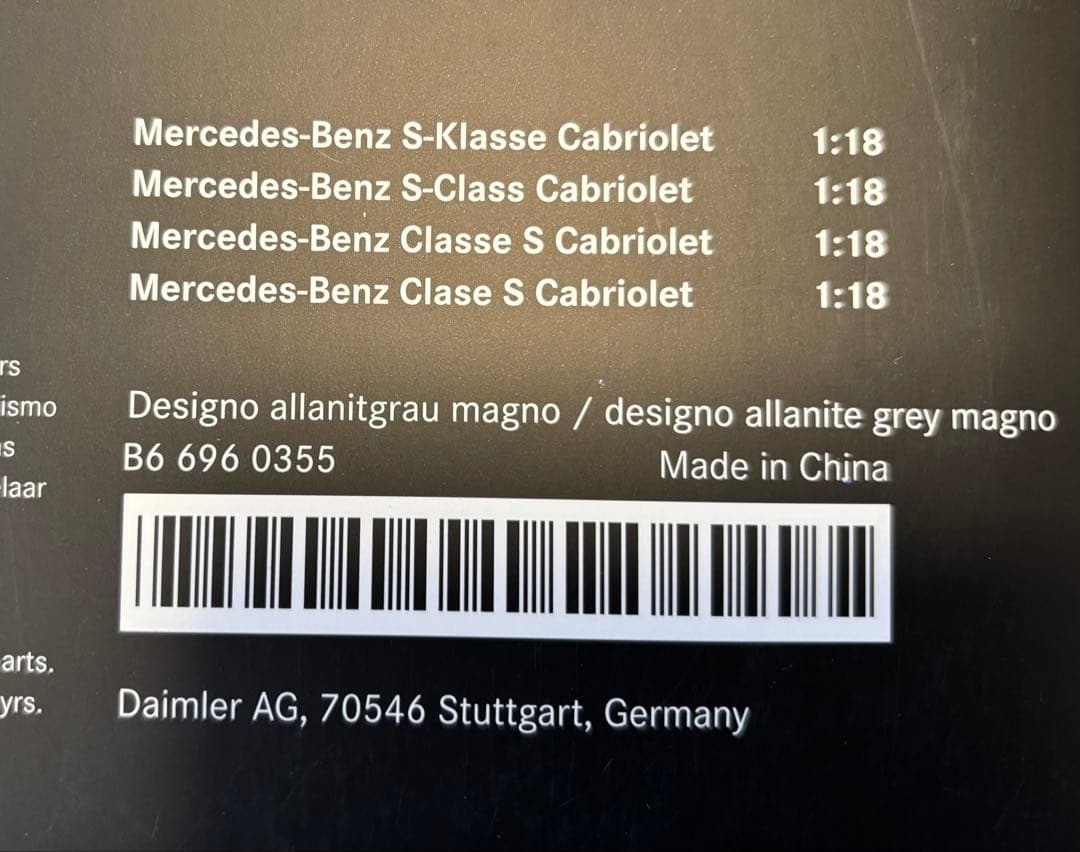 Mercedes-Benz S-Klasse Cabriolet 1:18
Mercedes-Benz S-Class Cabriolet 1:18
Mercedes-Benz Classe S Cabriolet 1:18
Mercedes-Benz Clase S Cabriolet 1:18
rs
ismo
Designo allanitgrau magno / designo allanite grey magno
s
B6 696 0355 Made in China
laar
arts.
yrs.
Daimler AG, 70546 Stuttgart, Germany